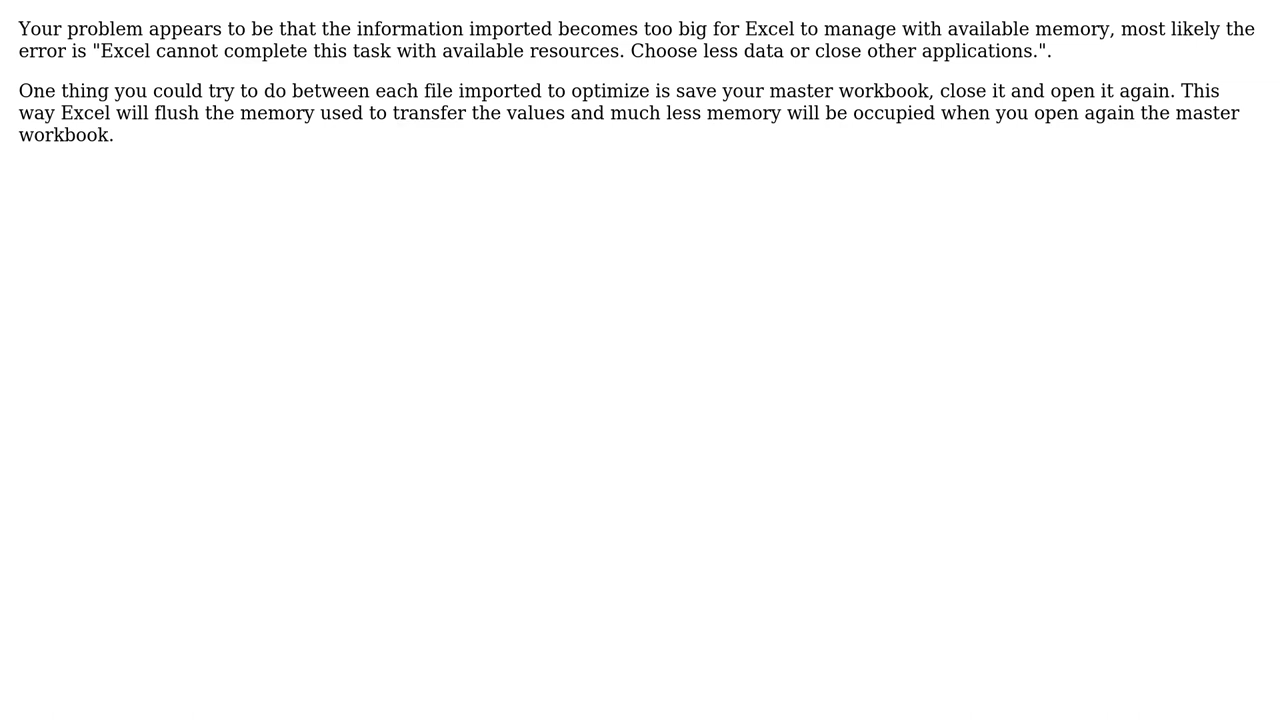 Your problem appears to be that the information imported becomes too big for Excel to manage with available memory, most likely the
error is "Excel cannot complete this task with available resources. Choose less data or close other applications.".
One thing you could try to do between each file imported to optimize is save your master workbook, close it and open it again. This
way Excel will flush the memory used to transfer the values and much less memory will be occupied when you open again the master
workbook.